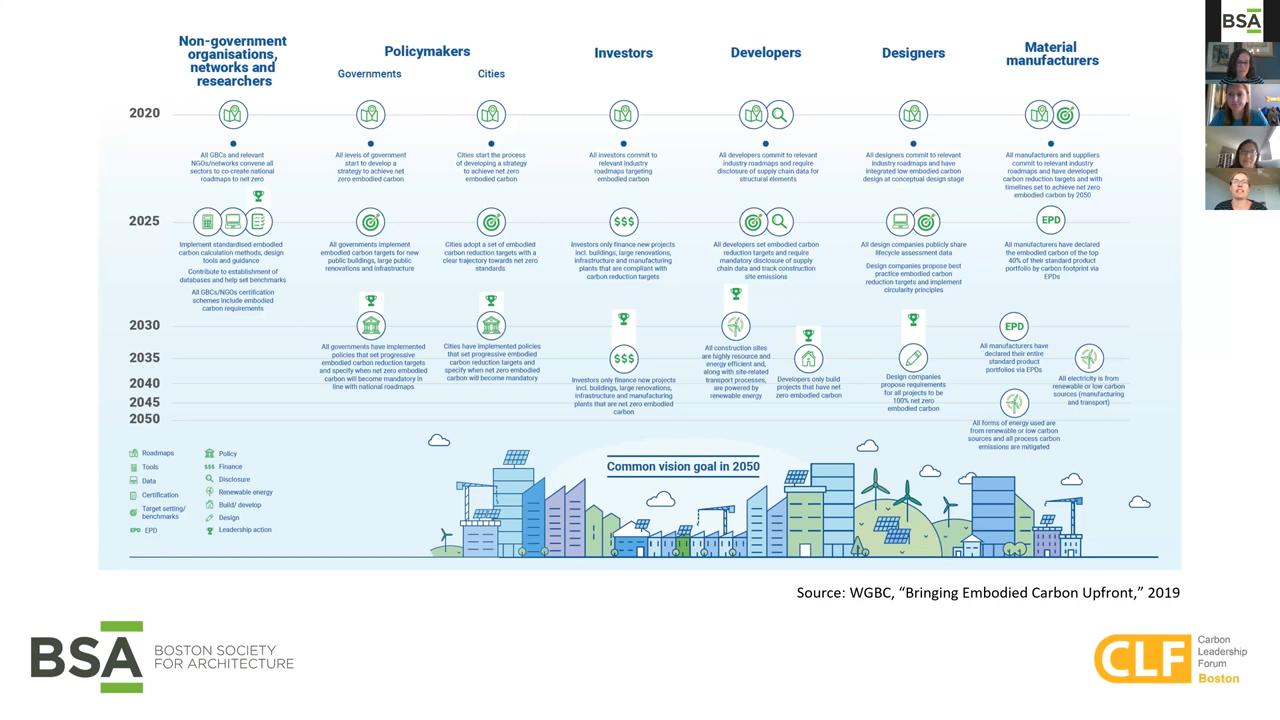 BSA
Non-government
organisations,
networks and
researchers
Policymakers
Governments
Cities
Investors
Developers
Designers
Material
manufacturers
2020
All GBCs and relevant
NGOs/networks convene all
sectors to co-create national
roadmaps to net zero
All levels of government
start to develop a
strategy to achieve net
zero embodied carbon
Cities start the process
of developing a strategy
to achieve net zero
embodied carbon
All investors commit to
relevant industry
roadmaps targeting
embodied carbon
All developers commit to relevant
industry roadmaps and require
disclosure of supply chain data for
structural elements
All designers commit to relevant
industry roadmaps and have
integrated low embodied carbon
design at conceptual design stage
All manufacturers and suppliers
commit to relevant industry
roadmaps and have developed
carbon reduction targets and with
timelines set to achieve net zero
embodied carbon by 2050
2025
$$$
EPD
Implement standardised embodied
carbon calculation methods, design
tools and guidance
Contribute to establishment of
databases and help set benchmarks
All GBCs/NGOs certification
schemes include embodied
carbon requirements
All governments implement
embodied carbon targets for new
public buildings, large public
renovations and infrastructure
Cities adopt a set of embodied
carbon reduction targets with a
clear trajectory towards net zero
standards
Investors only finance new projects
incl. buildings, large renovations,
infrastructure and manufacturing
plants that are compliant with
carbon reduction targets
All developers set embodied carbon
reduction targets and require
mandatory disclosure of supply
chain data and track construction
site emissions
All design companies publicly share
lifecycle assessment data
Design companies propose best
practice embodied carbon
reduction targets and implement
circularity principles
All manufacturers have declared
the embodied carbon of the top
40% of their standard product
portfolio by carbon footprint via
EPDs
2030
2035
2040
2045
2050
All governments have implemented
policies that set progressive
embodied carbon reduction targets
and specify when net zero embodied
carbon will become mandatory in
line with national roadmaps
Cities have implemented policies
that set progressive embodied
carbon reduction targets and
specify when net zero embodied
carbon will become mandatory
$$$
Investors only finance new projects
incl. buildings, large renovations,
infrastructure and manufacturing
plants that are net zero embodied
carbon
All construction sites
are highly resource and
energy efficient and,
along with site-related
transport processes,
are powered by
renewable energy
Developers only build
projects that have net
zero embodied carbon
Design companies
propose requirements
for all projects to be
100% net zero
embodied carbon
EPD
All manufacturers have
declared their entire
standard product
portfolios via EPDs
All electricity is from
renewable or low carbon
sources (manufacturing
and transport)
All forms of energy used are
from renewable or low carbon
sources and all process carbon
emissions are mitigated
Roadmaps
Tools
Data
Certification
Target setting/
benchmarks
EPD EPD
Policy
$$$ Finance
Disclosure
Renewable energy
Build/ develop
Design
Leadership action
Common vision goal in 2050
Source: WGBC, “Bringing Embodied Carbon Upfront,” 2019
BSA BOSTON SOCIETY
FOR ARCHITECTURE
CLF
Carbon
Leadership
Forum
Boston